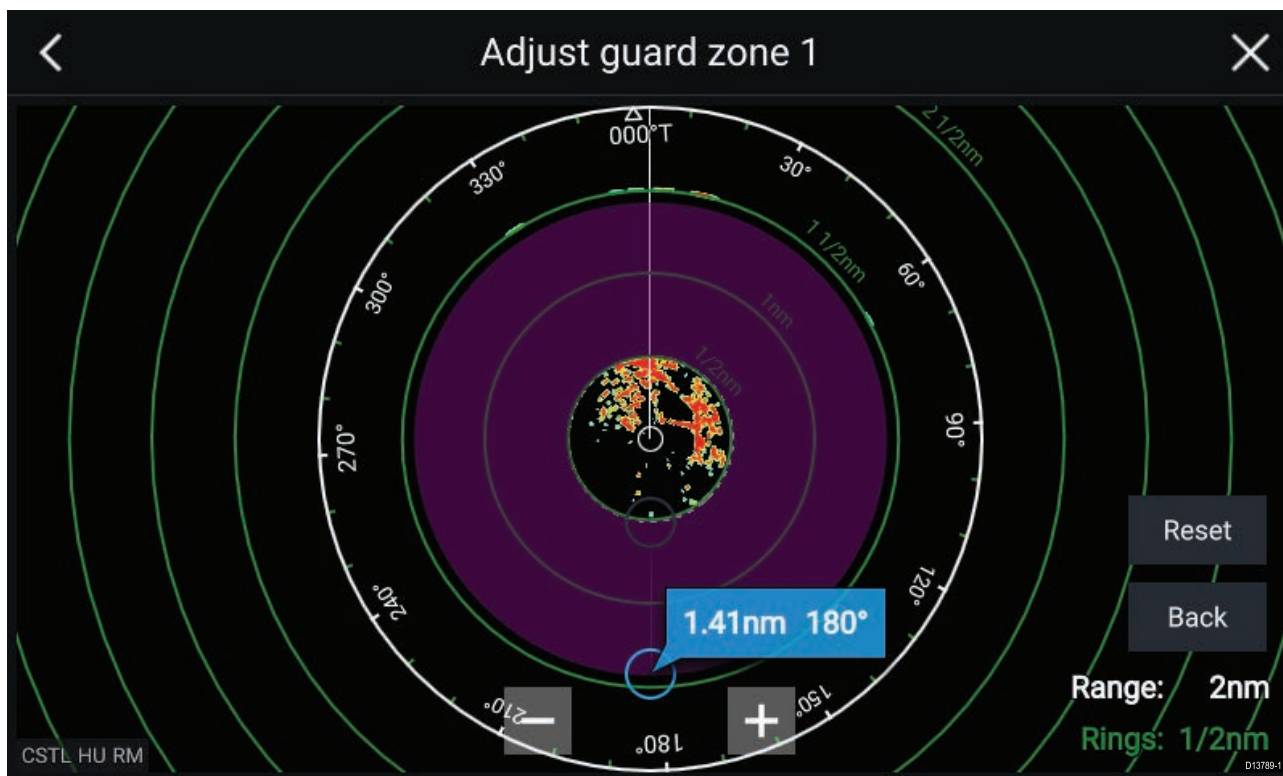 Adjust guard zone 1
000°T
30°
60°
90°
120°
150°
180°
210°
240°
270°
300°
330°
2 1/2nm
1 1/2nm
1nm
1/2nm
1.41nm 180°
Reset
Back
Range: 2nm
Rings: 1/2nm
CSTL HU RM
D13789-1